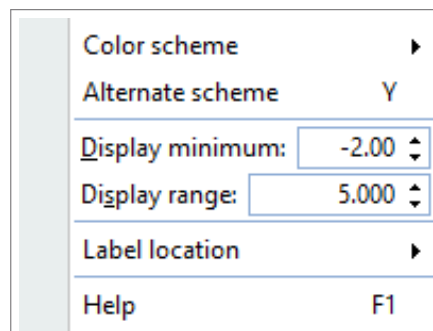 Color scheme
Alternate scheme Y
Display minimum: -2.00
Display range: 5.000
Label location
Help F1